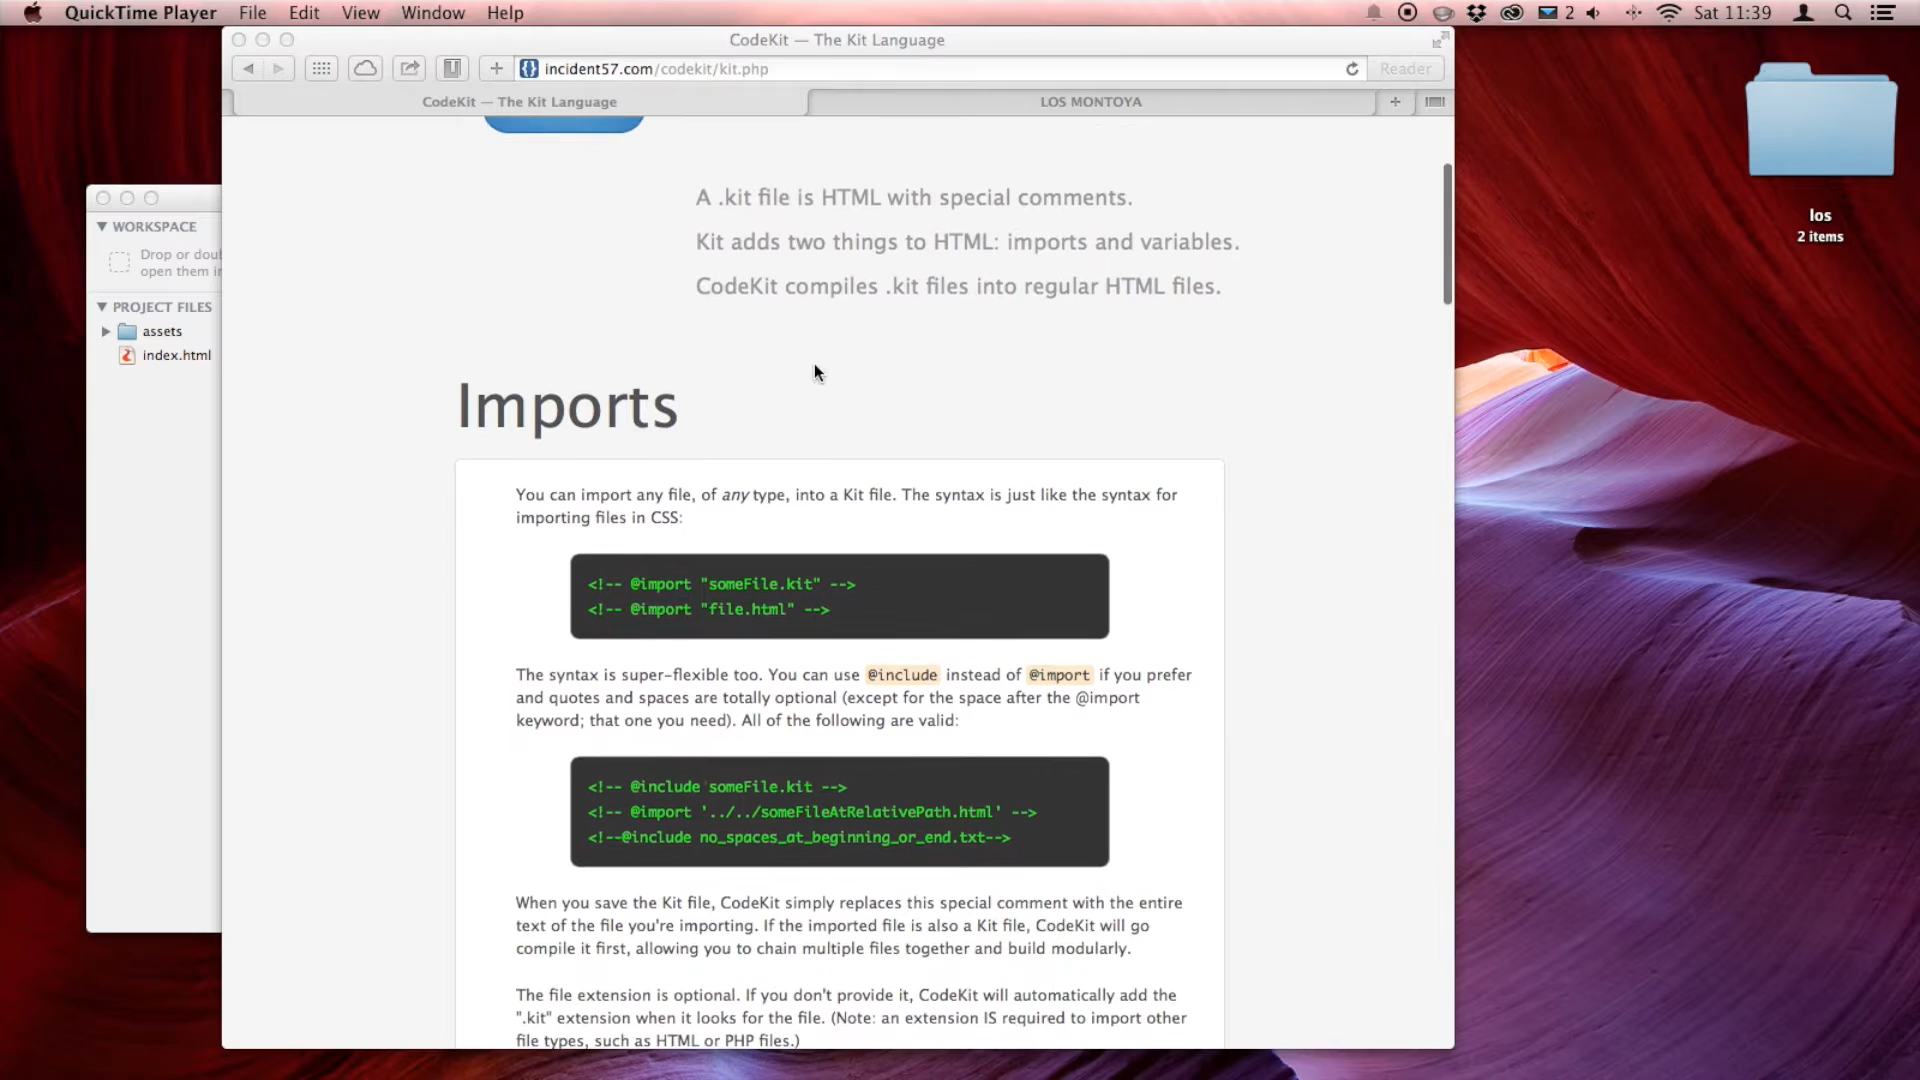 QuickTime Player File Edit View Window Help 2 Sat 11:39
CodeKit — The Kit Language
incident57.com/codekit/kit.php
Reader
CodeKit — The Kit Language
LOS MONTOYA
los
2 items
WORKSPACE
Drop or doul
open them in
PROJECT FILES
assets
index.html
A .kit file is HTML with special comments.
Kit adds two things to HTML: imports and variables.
CodeKit compiles .kit files into regular HTML files.
Imports
You can import any file, of any type, into a Kit file. The syntax is just like the syntax for
importing files in CSS:
<!-- @import "someFile.kit" -->
<!-- @import "file.html" -->
The syntax is super-flexible too. You can use @include instead of @import if you prefer
and quotes and spaces are totally optional (except for the space after the @import
keyword; that one you need). All of the following are valid:
<!-- @include someFile.kit -->
<!-- @import '../../someFileAtRelativePath.html' -->
<!--@include no_spaces_at_beginning_or_end.txt-->
When you save the Kit file, CodeKit simply replaces this special comment with the entire
text of the file you're importing. If the imported file is also a Kit file, CodeKit will go
compile it first, allowing you to chain multiple files together and build modularly.
The file extension is optional. If you don't provide it, CodeKit will automatically add the
".kit" extension when it looks for the file. (Note: an extension IS required to import other
file types, such as HTML or PHP files.)